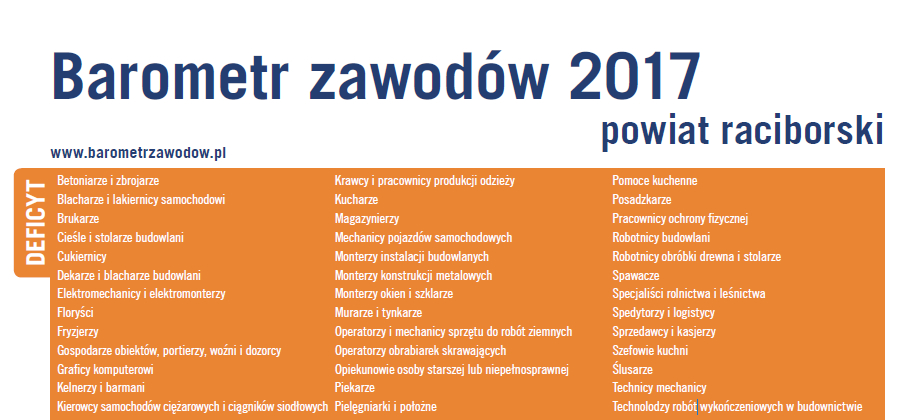 Barometr zawodów 2017
powiat raciborski
www.barometrzawodow.pl
DEFICYT
Betoniarze i zbrojarze
Blacharze i lakiernicy samochodowi
Brukarze
Cieśle i stolarze budowlani
Cukiernicy
Dekarze i blacharze budowlani
Elektromechanicy i elektromonterzy
Floryści
Fryzjerzy
Gospodarze obiektów, portierzy, woźni i dozorcy
Graficy komputerowi
Kelnerzy i barmani
Kierowcy samochodów ciężarowych i ciągników siodłowych
Krawcy i pracownicy produkcji odzieży
Kucharze
Magazynierzy
Mechanicy pojazdów samochodowych
Monterzy instalacji budowlanych
Monterzy konstrukcji metalowych
Monterzy okien i szklarze
Murarze i tynkarze
Operatorzy i mechanicy sprzętu do robót ziemnych
Operatorzy obrabiarek skrawających
Opiekunowie osoby starszej lub niepełnosprawnej
Piekarze
Pielęgniarki i położne
Pomoce kuchenne
Posadzkarze
Pracownicy ochrony fizycznej
Robotnicy budowlani
Robotnicy obróbki drewna i stolarze
Spawacze
Specjaliści rolnictwa i leśnictwa
Spedytorzy i logistycy
Sprzedawcy i kasjerzy
Szefowie kuchni
Ślusarze
Technicy mechanicy
Technolodzy robót wykończeniowych w budownictwie